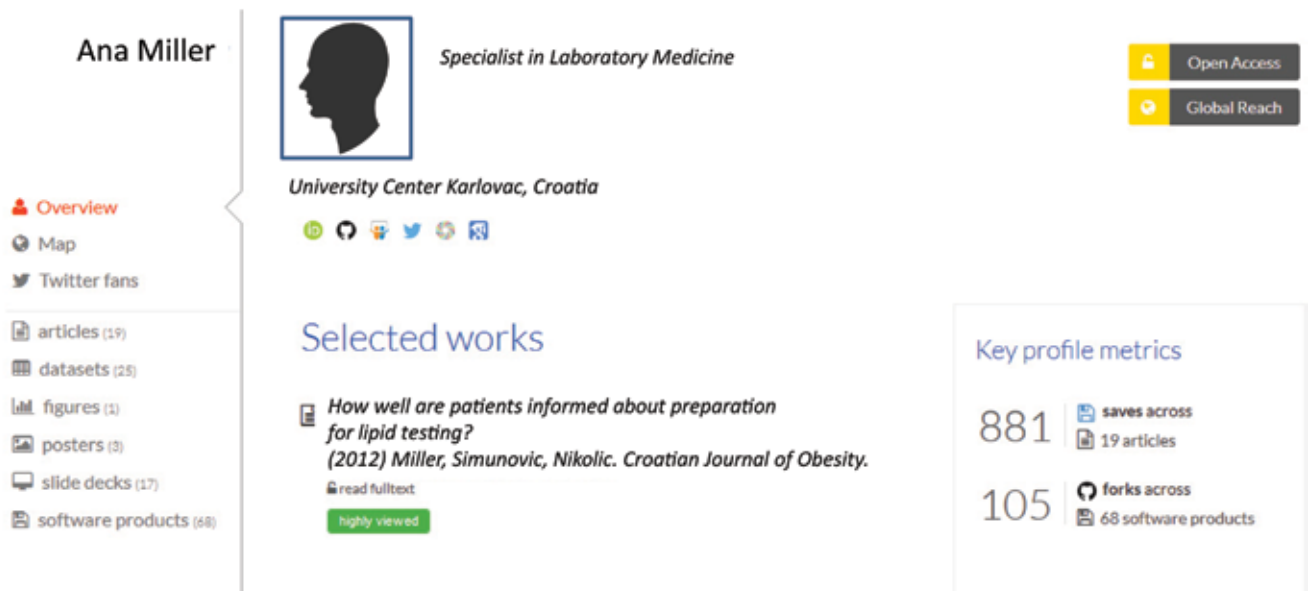 Ana Miller
Specialist in Laboratory Medicine
Open Access
Global Reach
University Center Karlovac, Croatia
Overview
Map
Twitter fans
articles (19)
datasets (25)
figures (1)
posters (3)
slide decks (17)
software products (68)
Selected works
How well are patients informed about preparation
for lipid testing?
(2012) Miller, Simunovic, Nikolic. Croatian Journal of Obesity.
read fulltext
highly viewed
Key profile metrics
881
saves across
19 articles
105
forks across
68 software products